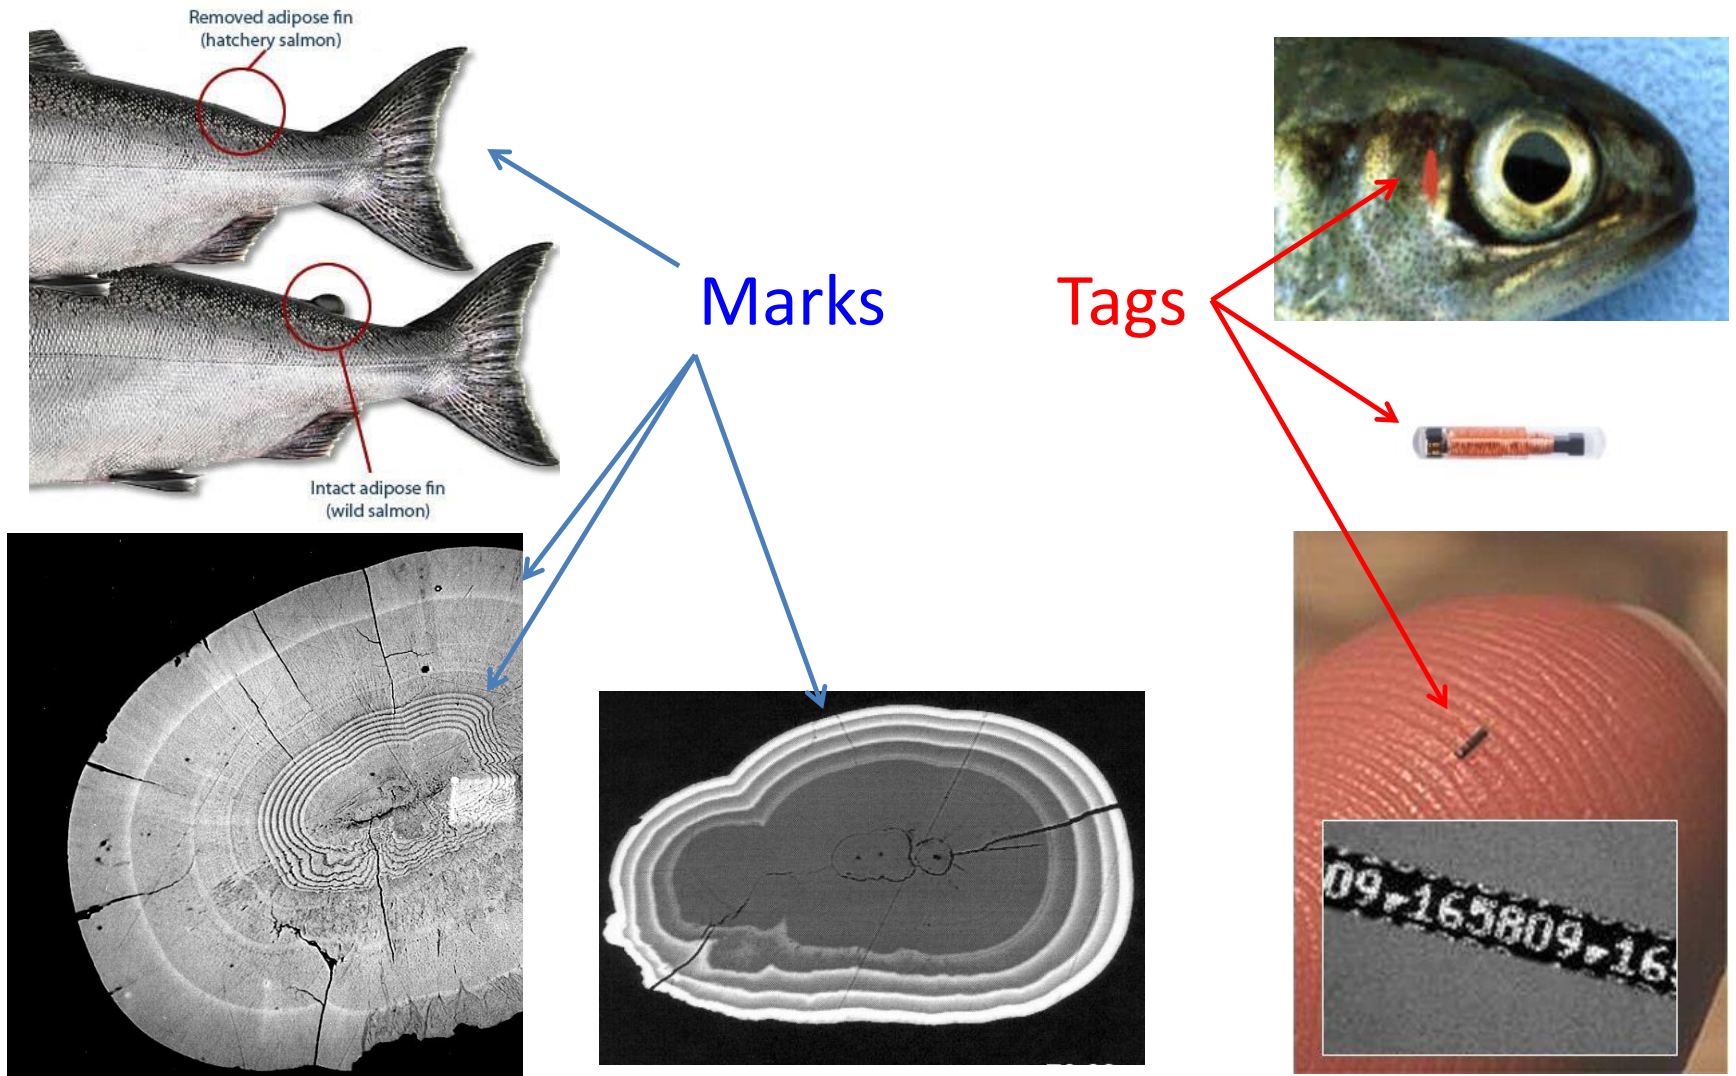 Removed adipose fin
(hatchery salmon)
Marks
Tags
Intact adipose fin
(wild salmon)
09 165809 16